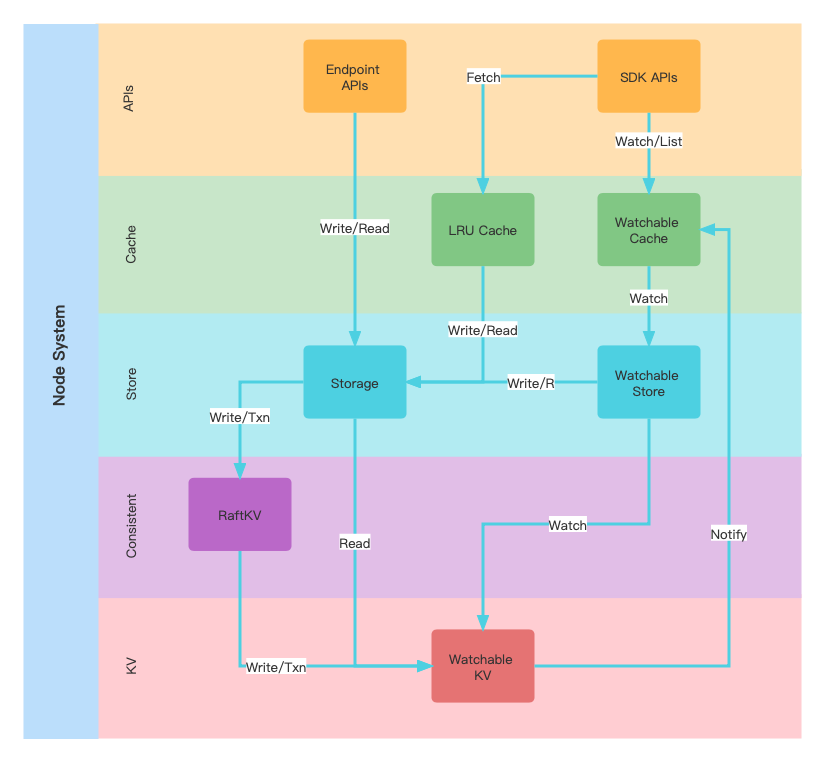 Node System
APIs
Endpoint
APIs
Fetch
SDK APIs
Watch/List
Cache
Write/Read
LRU Cache
Watchable
Cache
Watch
Write/Read
Store
Storage
Write/R
Watchable
Store
Write/Txn
Consistent
RaftKV
Read
Watch
Notify
KV
Write/Txn
Watchable
KV